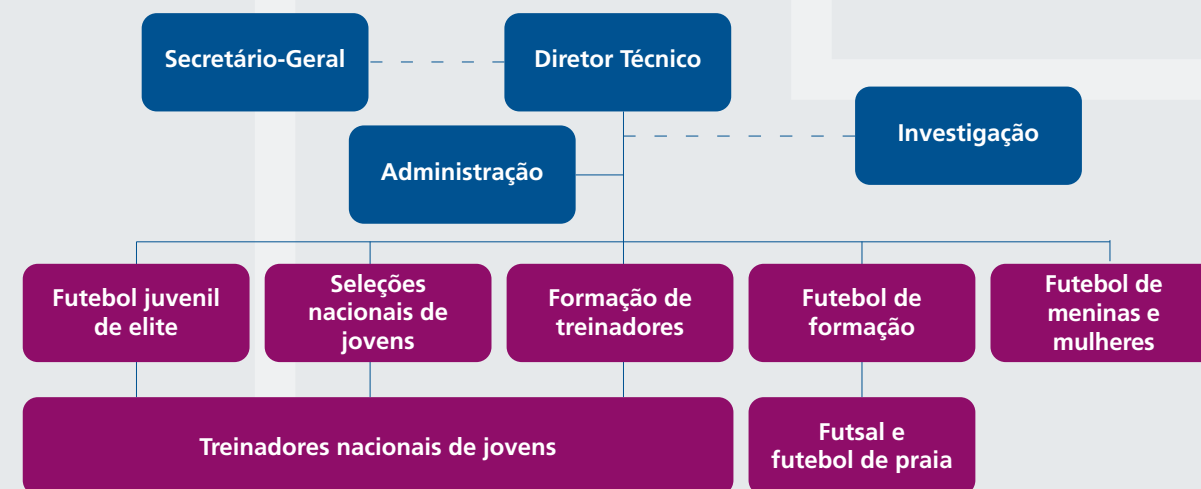 Secretário-Geral
Diretor Técnico
Investigação
Administração
Futebol juvenil
de elite
Seleções
nacionais de
jovens
Formação de
treinadores
Futebol de
formação
Futebol de
meninas e
mulheres
Treinadores nacionais de jovens
Futsal e
futebol de praia